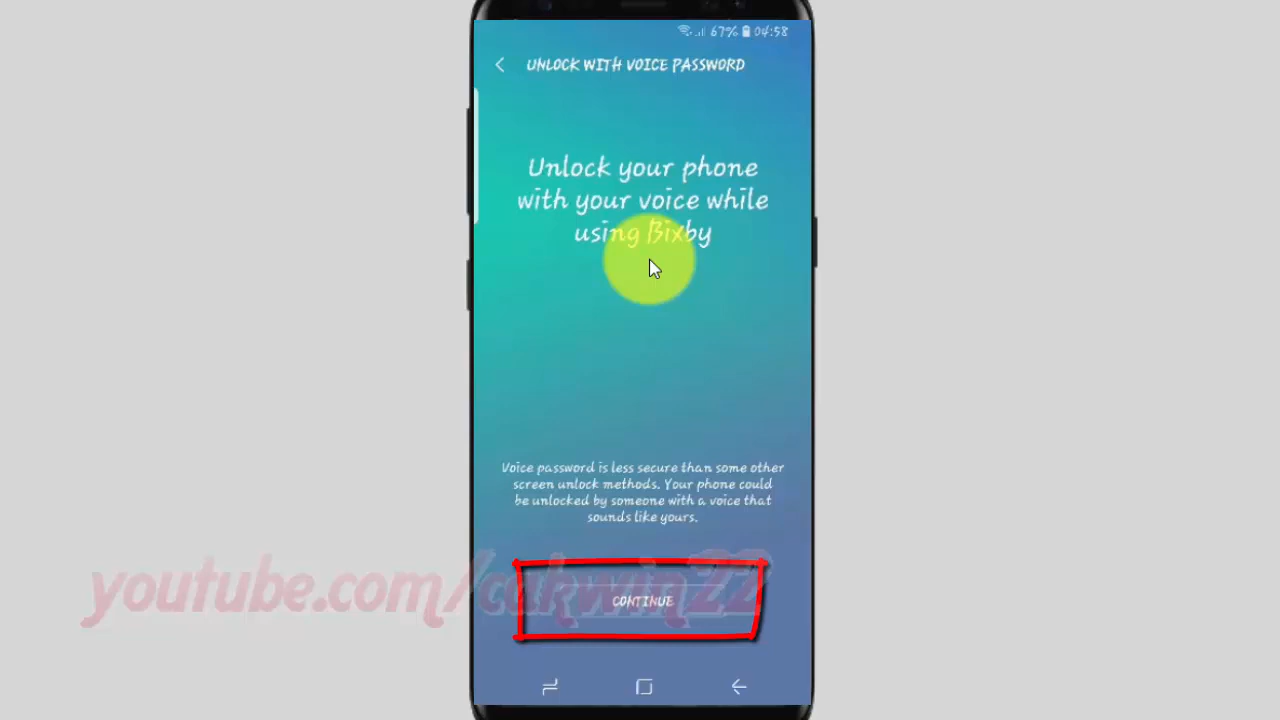 67% 04:58
UNLOCK WITH VOICE PASSWORD
Unlock your phone
with your voice while
using Bixby
Voice password is less secure than some other
screen unlock methods. Your phone could
be unlocked by someone with a voice that
sounds like yours.
youtube.com/cakwin22
CONTINUE